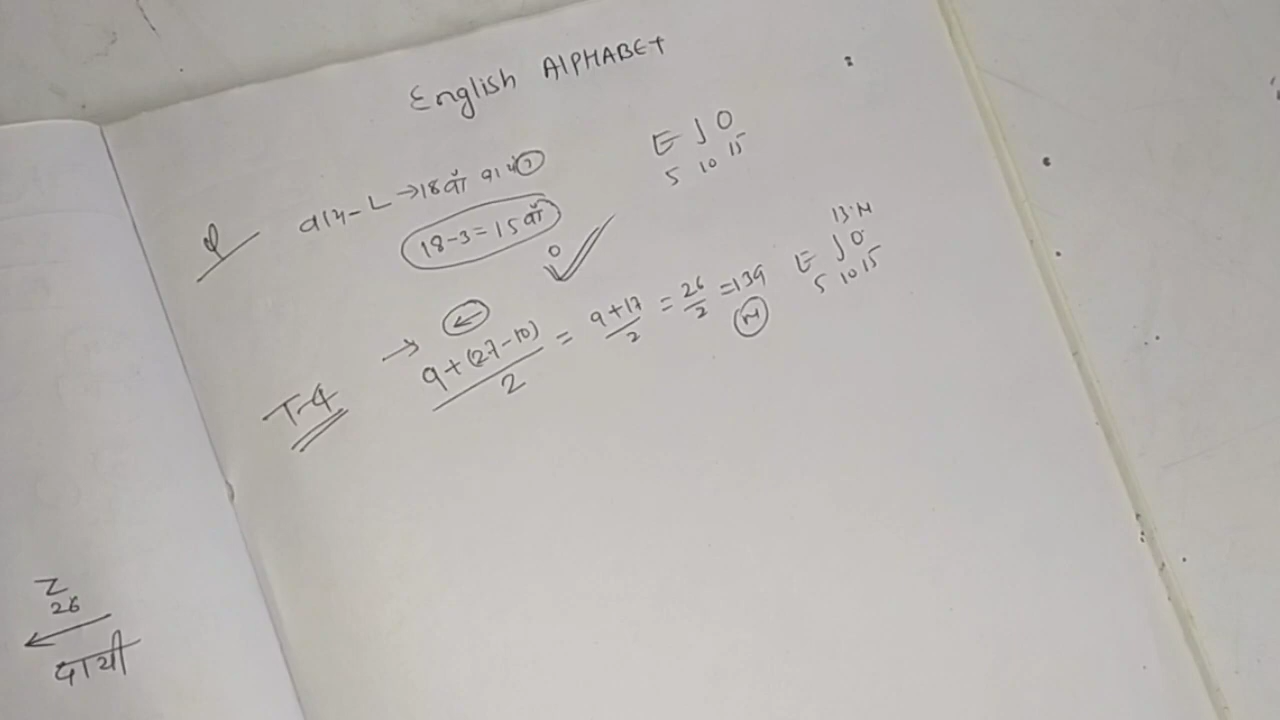 English AlPHABET
E J O
5 10 15
Q बायें- L → 18वाँ बायें ?
18-3=15वाँ
O
13.M
E J O
5 10 15
T-4 → ←
9+(27-10)/2 = 9+17/2 = 26/2 =13वा
M
Z
26
←
दायी